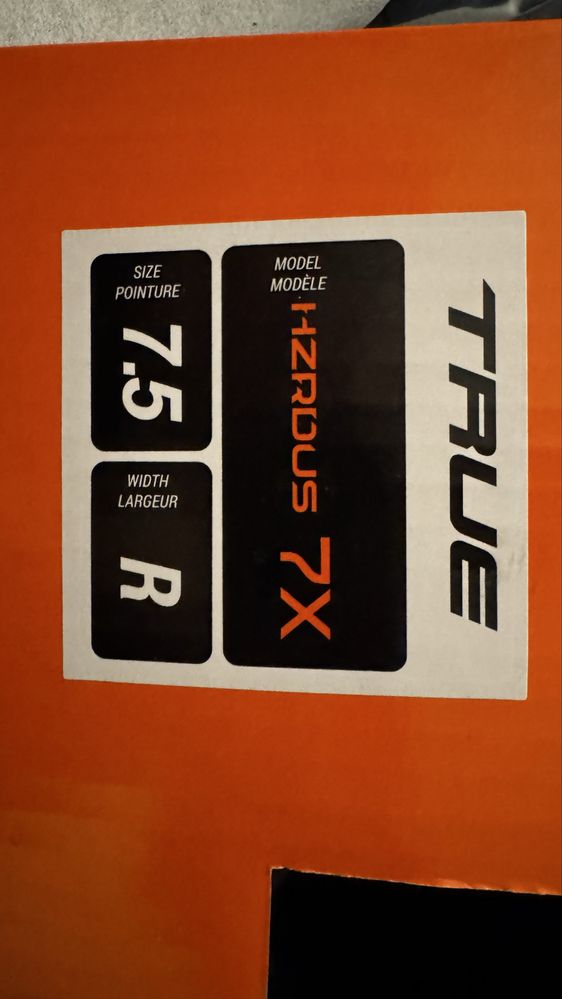 TRUE
MODEL
MODÈLE
HZRDUS 7X
SIZE
POINTURE
7.5
WIDTH
LARGEUR
R